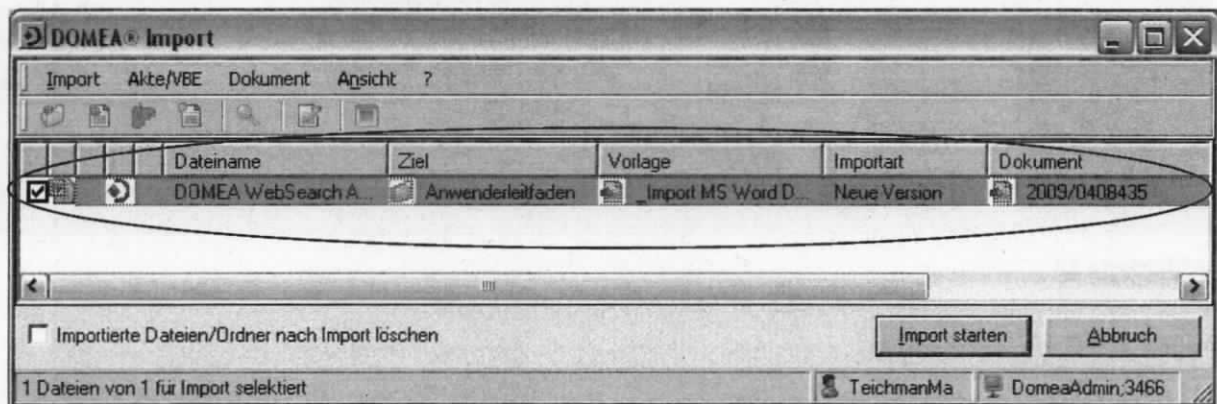 DOMEA® Import
Import Akte/VBE Dokument Ansicht ?
Dateiname Ziel Vorlage Importart Dokument
DOMEA WebSearch A... Anwenderleitfaden _Import MS Word D... Neue Version 2009/0408435
Importierte Dateien/Ordner nach Import löschen Import starten Abbruch
1 Dateien von 1 für Import selektiert TeichmanMa DomeaAdmin;3466